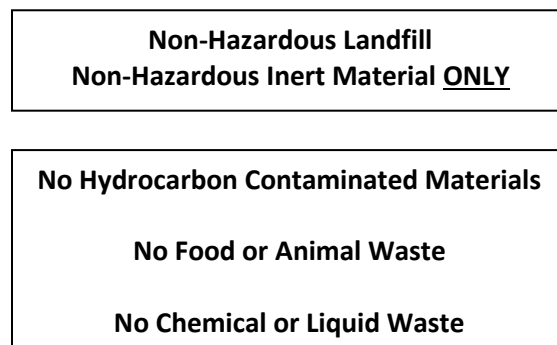 Non-Hazardous Landfill
Non-Hazardous Inert Material ONLY
No Hydrocarbon Contaminated Materials
No Food or Animal Waste
No Chemical or Liquid Waste